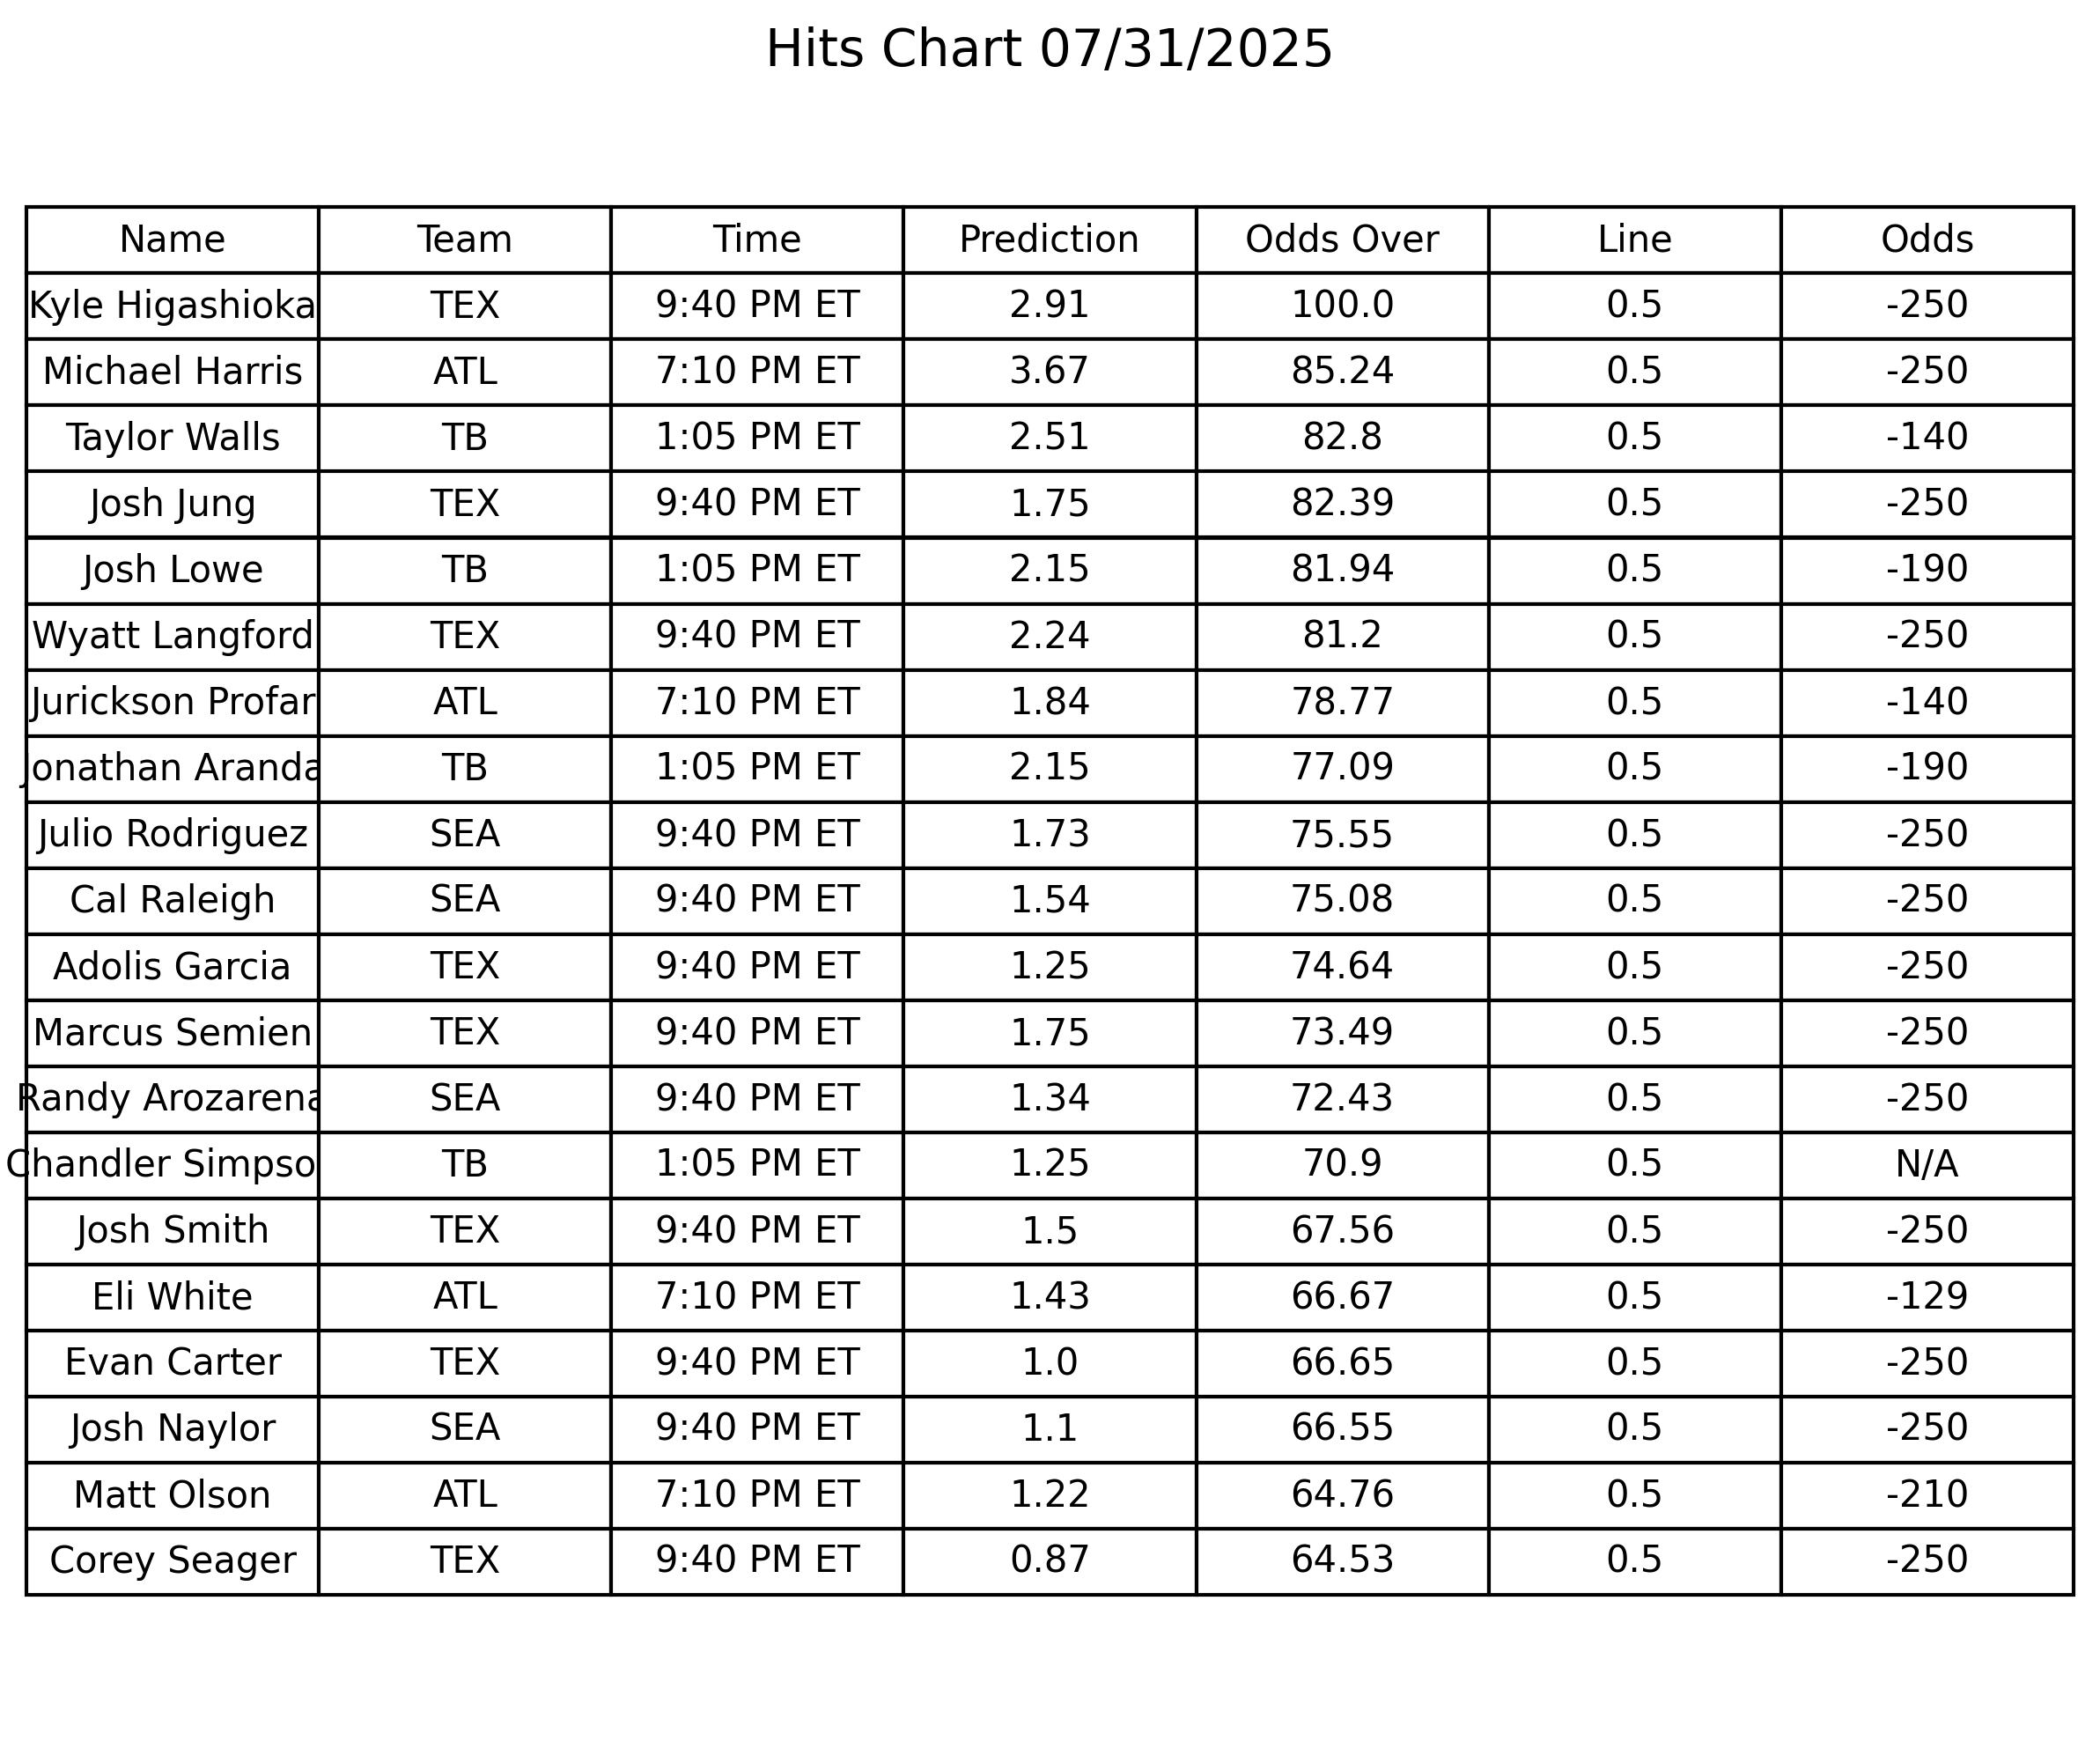 Hits Chart 07/31/2025
Name Team Time Prediction Odds Over Line Odds
Kyle Higashioka TEX 9:40 PM ET 2.91 100.0 0.5 -250
Michael Harris ATL 7:10 PM ET 3.67 85.24 0.5 -250
Taylor Walls TB 1:05 PM ET 2.51 82.8 0.5 -140
Josh Jung TEX 9:40 PM ET 1.75 82.39 0.5 -250
Josh Lowe TB 1:05 PM ET 2.15 81.94 0.5 -190
Wyatt Langford TEX 9:40 PM ET 2.24 81.2 0.5 -250
Jurickson Profar ATL 7:10 PM ET 1.84 78.77 0.5 -140
Jonathan Aranda TB 1:05 PM ET 2.15 77.09 0.5 -190
Julio Rodriguez SEA 9:40 PM ET 1.73 75.55 0.5 -250
Cal Raleigh SEA 9:40 PM ET 1.54 75.08 0.5 -250
Adolis Garcia TEX 9:40 PM ET 1.25 74.64 0.5 -250
Marcus Semien TEX 9:40 PM ET 1.75 73.49 0.5 -250
Randy Arozarena SEA 9:40 PM ET 1.34 72.43 0.5 -250
Chandler Simpso TB 1:05 PM ET 1.25 70.9 0.5 N/A
Josh Smith TEX 9:40 PM ET 1.5 67.56 0.5 -250
Eli White ATL 7:10 PM ET 1.43 66.67 0.5 -129
Evan Carter TEX 9:40 PM ET 1.0 66.65 0.5 -250
Josh Naylor SEA 9:40 PM ET 1.1 66.55 0.5 -250
Matt Olson ATL 7:10 PM ET 1.22 64.76 0.5 -210
Corey Seager TEX 9:40 PM ET 0.87 64.53 0.5 -250